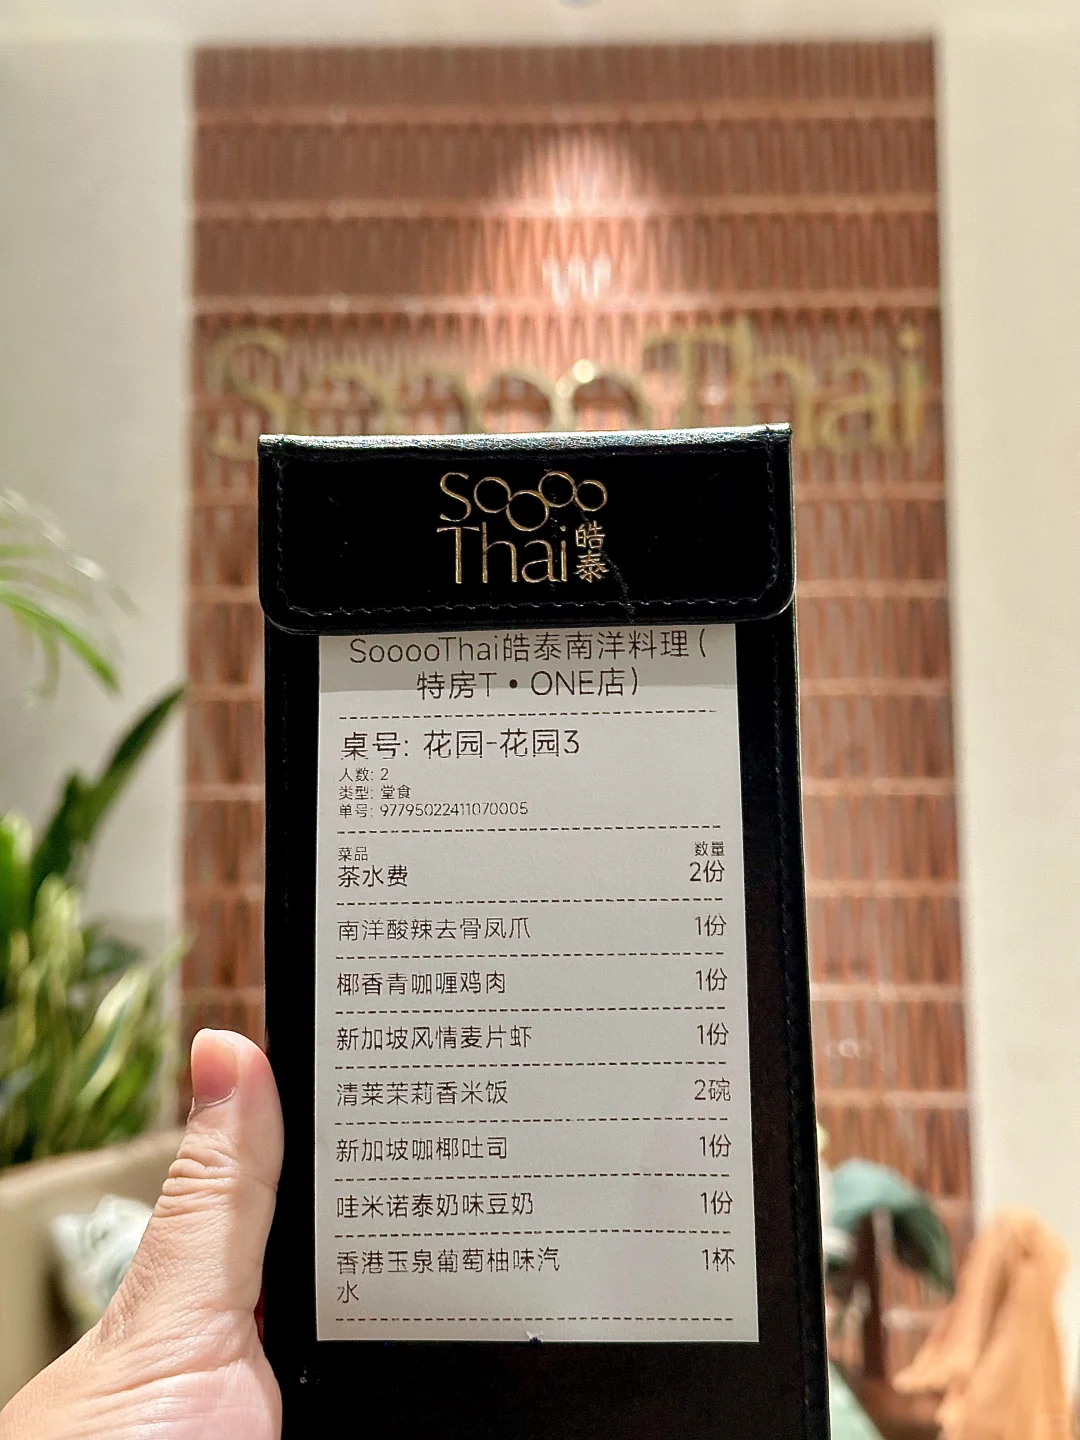 SooooThai
Soooo
Thai皓泰
SooooThai皓泰南洋料理(
特房T•ONE店)
桌号: 花园-花园3
人数: 2
类型: 堂食
单号: 97795022411070005
菜品 数量
茶水费 2份
南洋酸辣去骨凤爪 1份
椰香青咖喱鸡肉 1份
新加坡风情麦片虾 1份
清莱茉莉香米饭 2碗
新加坡咖椰吐司 1份
哇米诺泰奶味豆奶 1份
香港玉泉葡萄柚味汽 1杯
水